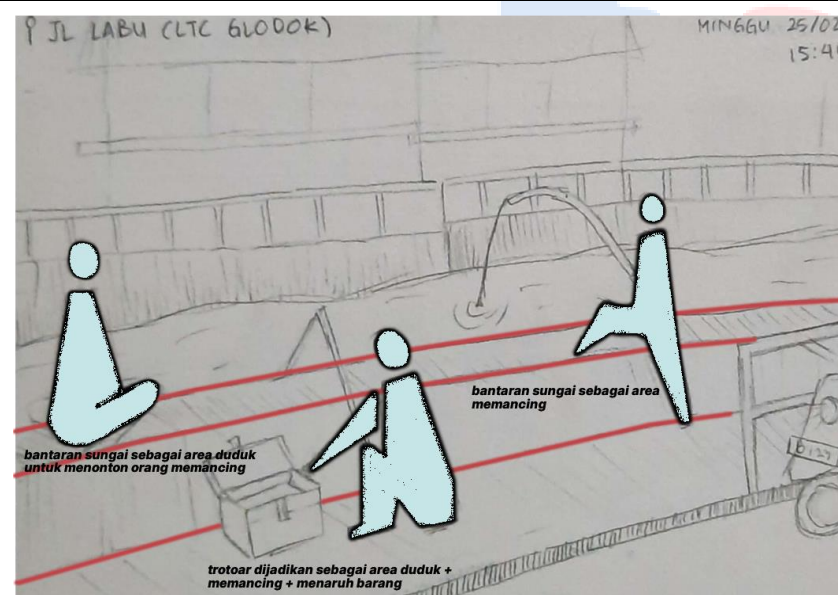 JL LABU (LTC GLODOK)
MINGGU 25/02
15:4
bantaran sungai sebagai area
memancing
bantaran sungai sebagai area duduk
untuk menonton orang memancing
trotoar dijadikan sebagai area duduk +
memancing + menaruh barang